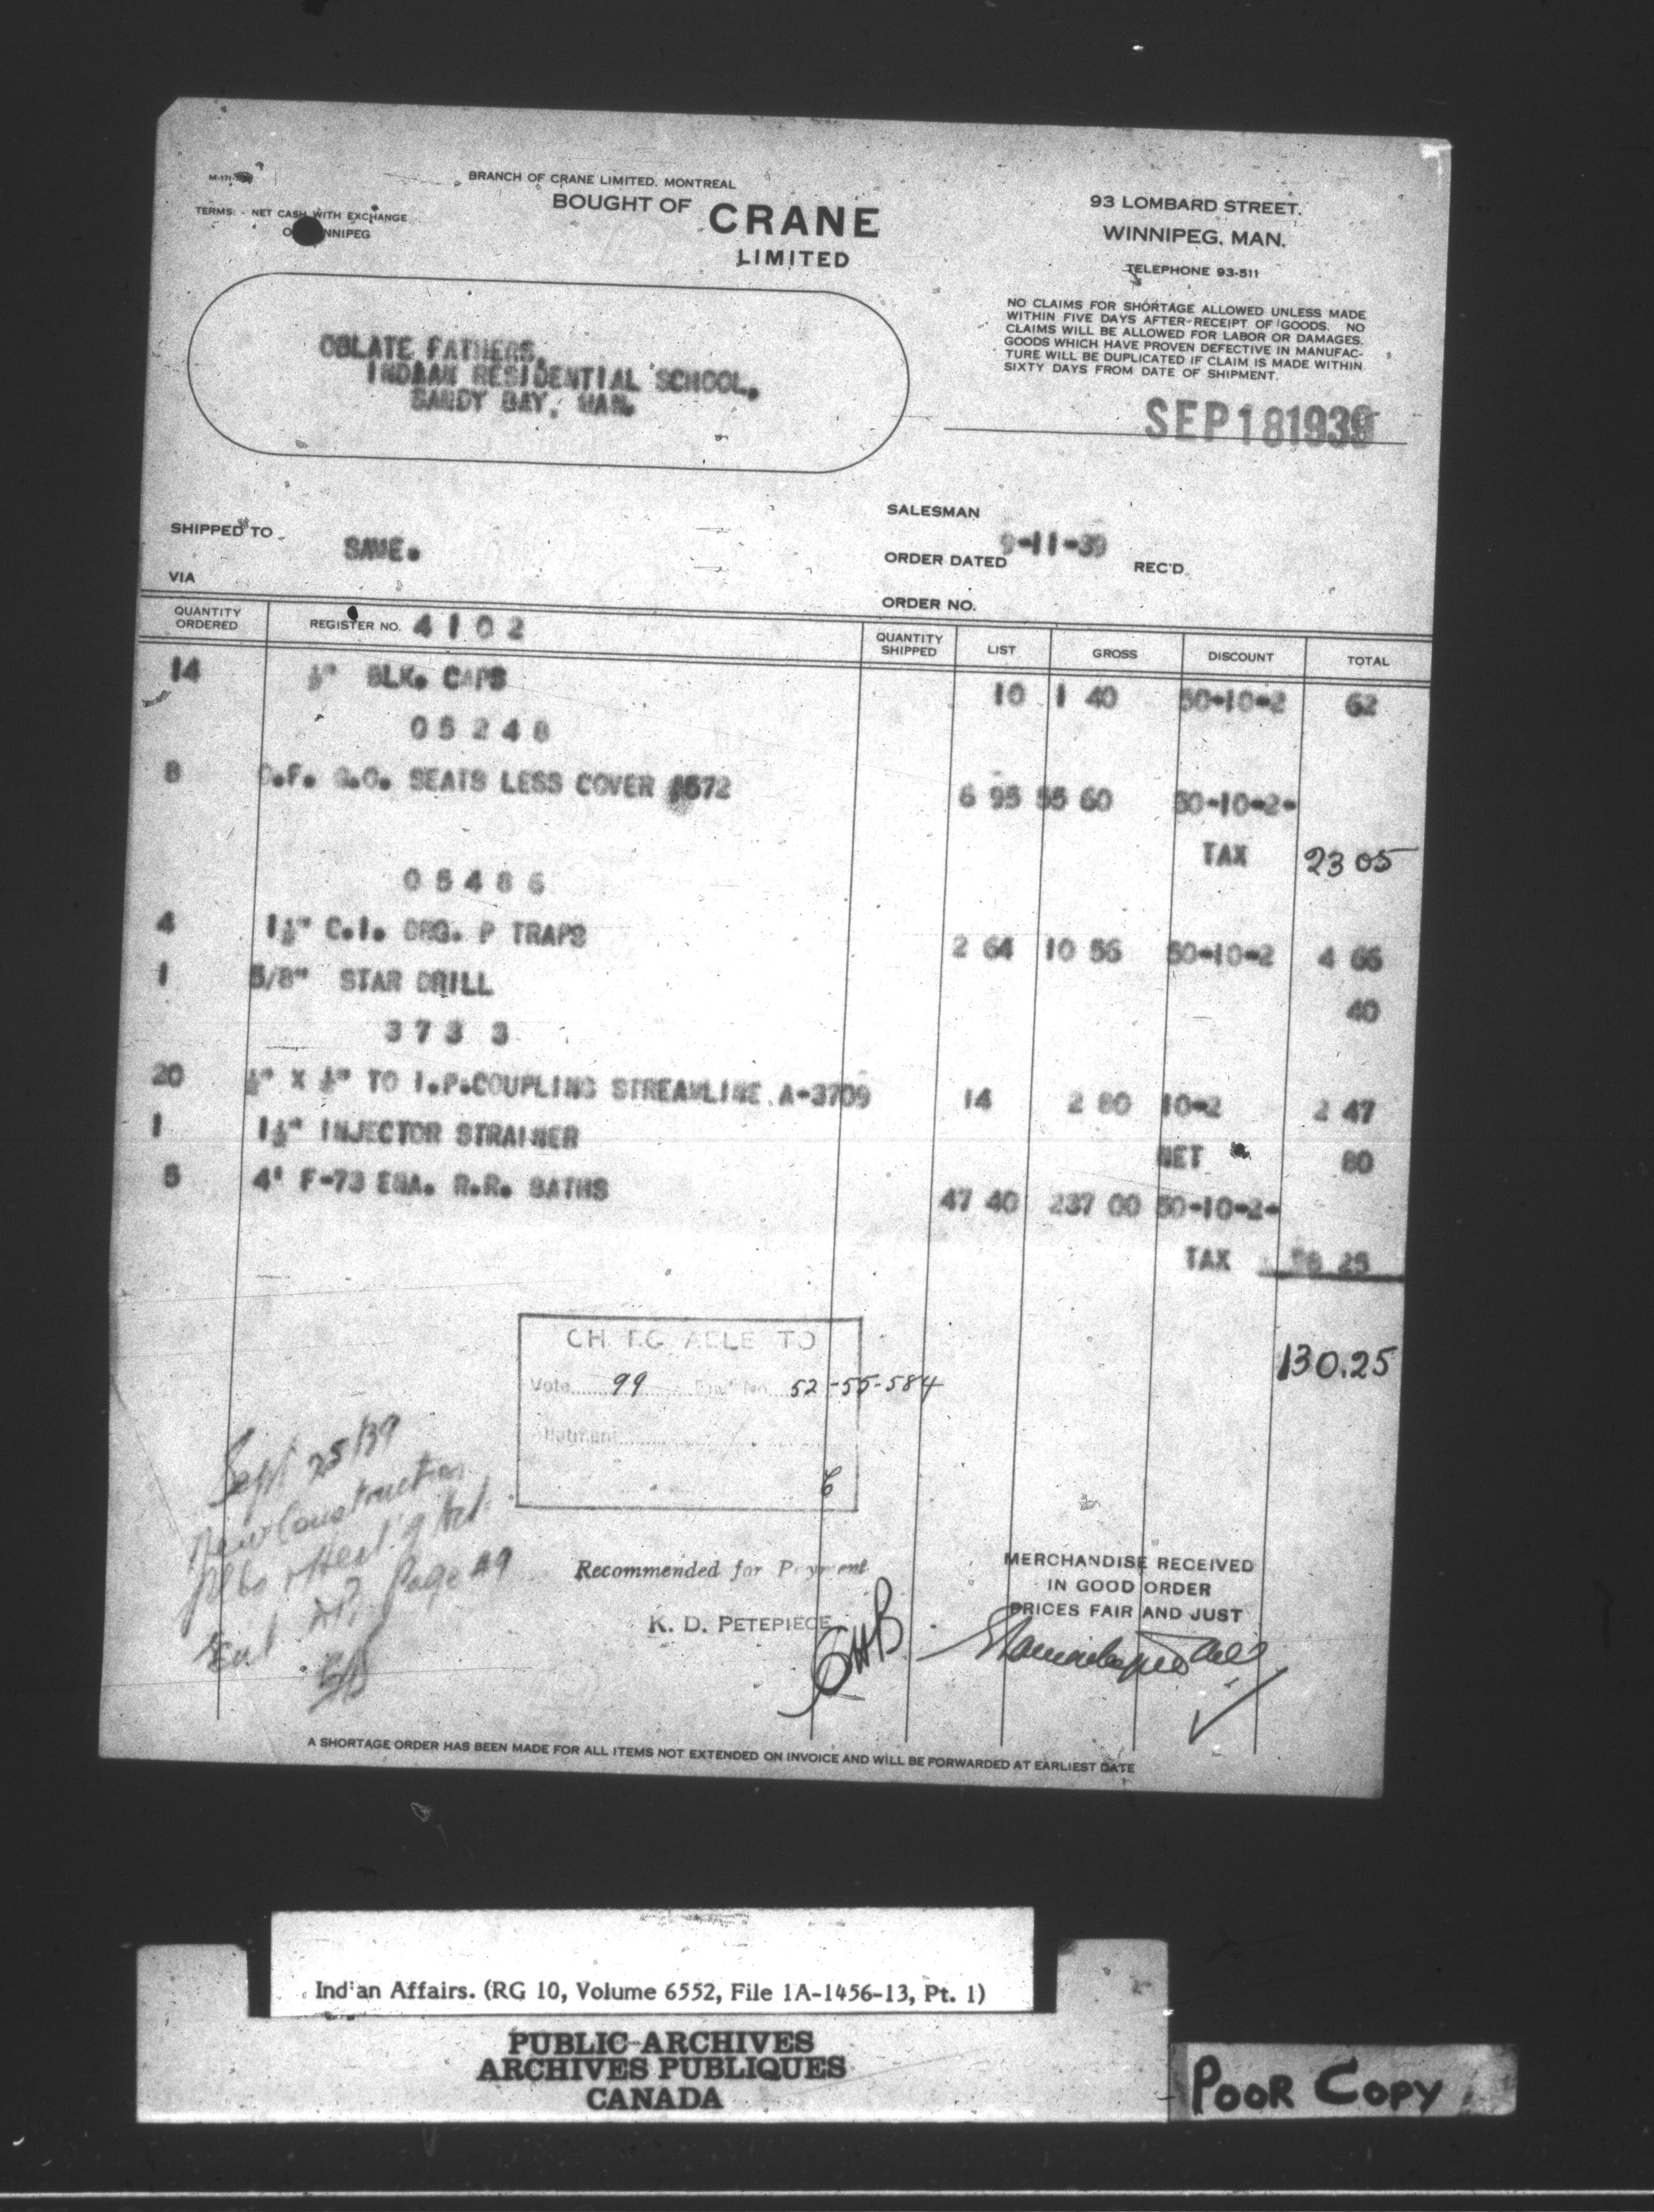 BRANCH OF CRANE LIMITED. MONTREAL
BOUGHT OF CRANE
LIMITED
TERMS: - NET CASH WITH EXCHANGE
93 LOMBARD STREET.
WINNIPEG, MAN.
TELEPHONE 93-511
NO CLAIMS FOR SHORTAGE ALLOWED UNLESS MADE
WITHIN FIVE DAYS AFTER RECEIPT OF GOODS. NO
CLAIMS WILL BE ALLOWED FOR LABOR OR DAMAGES.
GOODS WHICH HAVE PROVEN DEFECTIVE IN MANUFAC-
TURE WILL BE DUPLICATED IF CLAIM IS MADE WITHIN
SIXTY DAYS FROM DATE OF SHIPMENT.
OBLATE FATHERS,
INDIAN RESIDENTIAL SCHOOL,
SANDY BAY, MAN.
SEP 18 1939
SALESMAN
SHIPPED TO SAME.
ORDER DATED 9-11-39 REC'D
VIA
ORDER NO.
QUANTITY ORDERED REGISTER NO. 4102 QUANTITY SHIPPED LIST GROSS DISCOUNT TOTAL
14 BLK. CAPS 10 1 40 50-10-2 62
05248
8 SEATS LESS COVER 6 95 55 60 50-10-2-
TAX 23 05
05486
4 C.I. P TRAPS 2 64 10 56 50-10-2 4 66
1 5/8" STAR DRILL 40
3733
20 TO I.P. COUPLING STREAMLINE A-3709 14 2 80 10-2 2 47
1 INJECTOR STRAINER NET 80
5 4' F-73 R.R. BATHS 47 40 237 00 50-10-2-
TAX 98 25
130.25
CHARGEABLE TO
Vote 99 52-55-584
Allotment
Sept 25/39
New Construction
Page 49
Recommended for Payment
K. D. PETEPIECE
MERCHANDISE RECEIVED
IN GOOD ORDER
PRICES FAIR AND JUST
A SHORTAGE ORDER HAS BEEN MADE FOR ALL ITEMS NOT EXTENDED ON INVOICE AND WILL BE FORWARDED AT EARLIEST DATE
Indian Affairs. (RG 10, Volume 6552, File 1A-1456-13, Pt. 1)
PUBLIC ARCHIVES
ARCHIVES PUBLIQUES
CANADA
POOR COPY